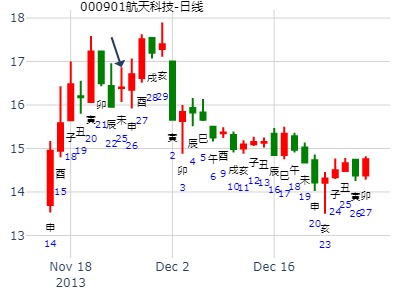 000901航天科技-日线
18
17
16
15
14
13
申
14
酉
15
子
18
丑
19
寅
20
卯
21
辰
22
未
25
申
26
酉
27
戌
28
亥
29
寅
2
卯
3
辰
4
巳
5
午
6
酉
9
戌
10
亥
11
子
12
丑
13
寅
16
巳
17
午
18
未
19
申
20
亥
23
子
24
丑
25
寅
26
卯
27
Nov 18
2013
Dec 2
Dec 16